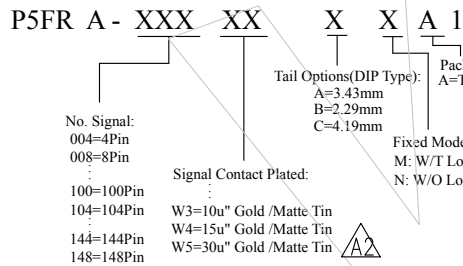 P5FR A - XXX XX X X A 1
Tail Options(DIP Type):
A=3.43mm
B=2.29mm
C=4.19mm
No. Signal:
004=4Pin
008=8Pin
:
100=100Pin
104=104Pin
:
144=144Pin
148=148Pin
Signal Contact Plated:
:
W3=10u" Gold /Matte Tin
W4=15u" Gold /Matte Tin
W5=30u" Gold /Matte Tin
A2
Fixed Mode
M: W/T Lo
N: W/O Lo
Pac
A=T